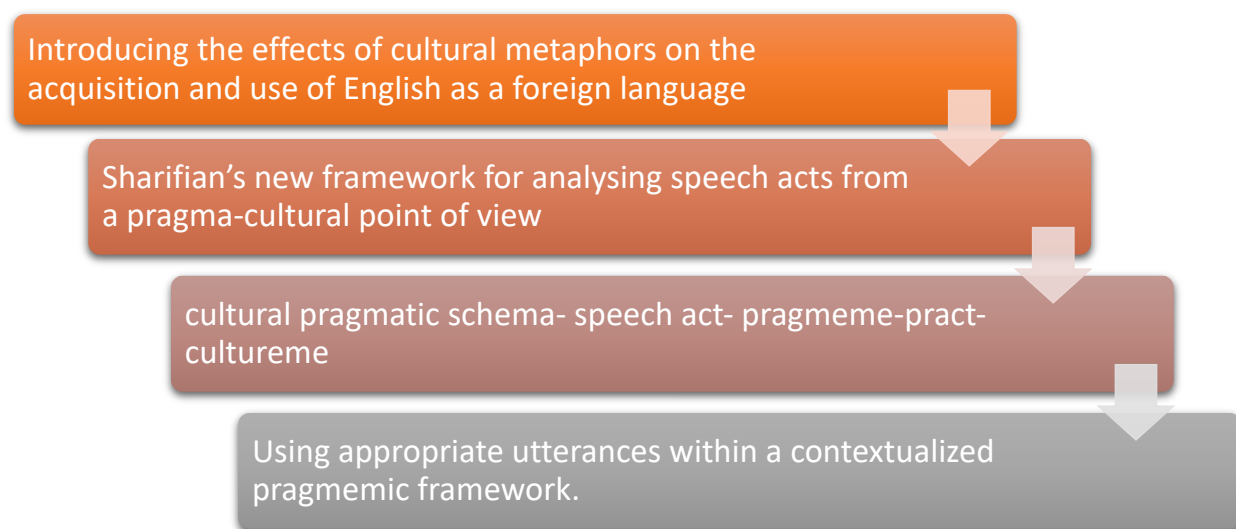 Introducing the effects of cultural metaphors on the
acquisition and use of English as a foreign language
Sharifian’s new framework for analysing speech acts from
a pragma-cultural point of view
cultural pragmatic schema- speech act- pragmeme-pract-
cultureme
Using appropriate utterances within a contextualized
pragmemic framework.